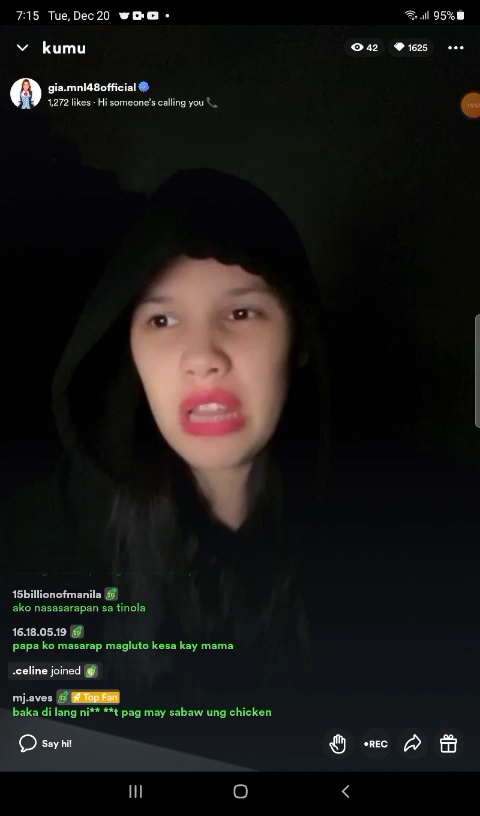 7:15 Tue, Dec 20 95%
kumu 42 1625
gia.mnl48official
1,272 likes · Hi someone's calling you 📞
15billionofmanila
ako nasasarapan sa tinola
16.18.05.19
papa ko masarap magluto kesa kay mama
.celine joined
mj.aves Top Fan
baka di lang ni** **t pag may sabaw ung chicken
Say hi! •REC